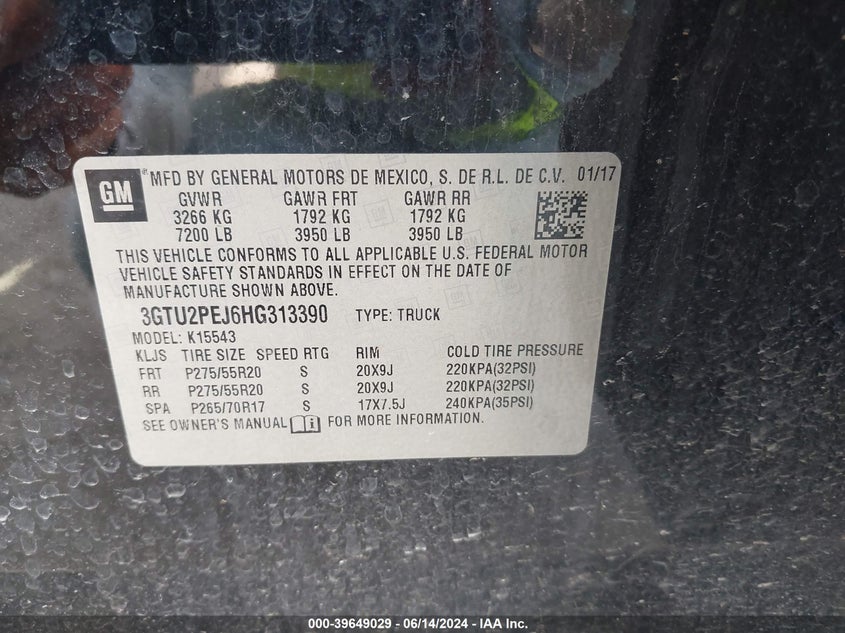 GM ® MFD BY GENERAL MOTORS DE MEXICO, S. DE R.L. DE C.V. 01/17
GVWR GAWR FRT GAWR RR
3266 KG 1792 KG 1792 KG
7200 LB 3950 LB 3950 LB
THIS VEHICLE CONFORMS TO ALL APPLICABLE U.S. FEDERAL MOTOR
VEHICLE SAFETY STANDARDS IN EFFECT ON THE DATE OF
MANUFACTURE SHOWN ABOVE.
3GTU2PEJ6HG313390 TYPE: TRUCK
MODEL: K15543
KLJS TIRE SIZE SPEED RTG RIM COLD TIRE PRESSURE
FRT P275/55R20 S 20X9J 220KPA(32PSI)
RR P275/55R20 S 20X9J 220KPA(32PSI)
SPA P265/70R17 S 17X7.5J 240KPA(35PSI)
SEE OWNER'S MANUAL i FOR MORE INFORMATION.
000-39649029 - 06/14/2024 - IAA Inc.